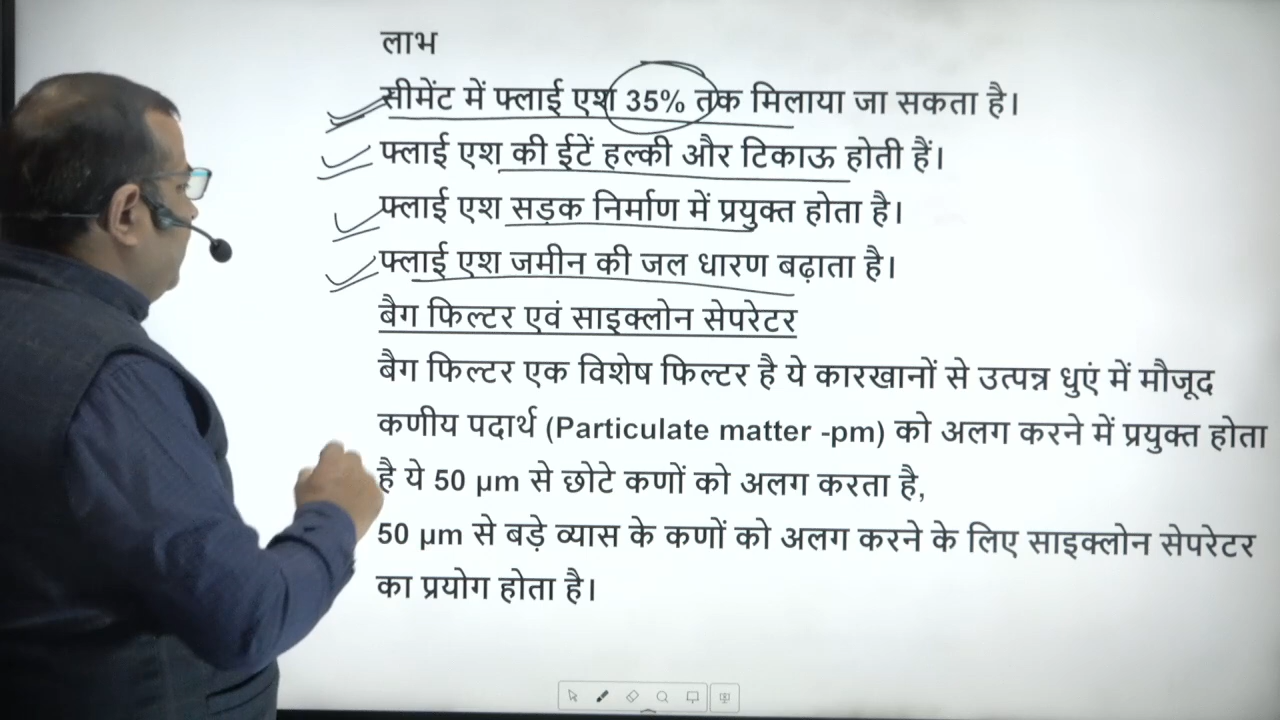 लाभ
सीमेंट में फ्लाई एश 35% तक मिलाया जा सकता है।
फ्लाई एश की ईटें हल्की और टिकाऊ होती हैं।
फ्लाई एश सड़क निर्माण में प्रयुक्त होता है।
फ्लाई एश जमीन की जल धारण बढ़ाता है।
बैग फिल्टर एवं साइक्लोन सेपरेटर
बैग फिल्टर एक विशेष फिल्टर है ये कारखानों से उत्पन्न धुएं में मौजूद
कणीय पदार्थ (Particulate matter -pm) को अलग करने में प्रयुक्त होता
है ये 50 µm से छोटे कणों को अलग करता है,
50 µm से बड़े व्यास के कणों को अलग करने के लिए साइक्लोन सेपरेटर
का प्रयोग होता है।